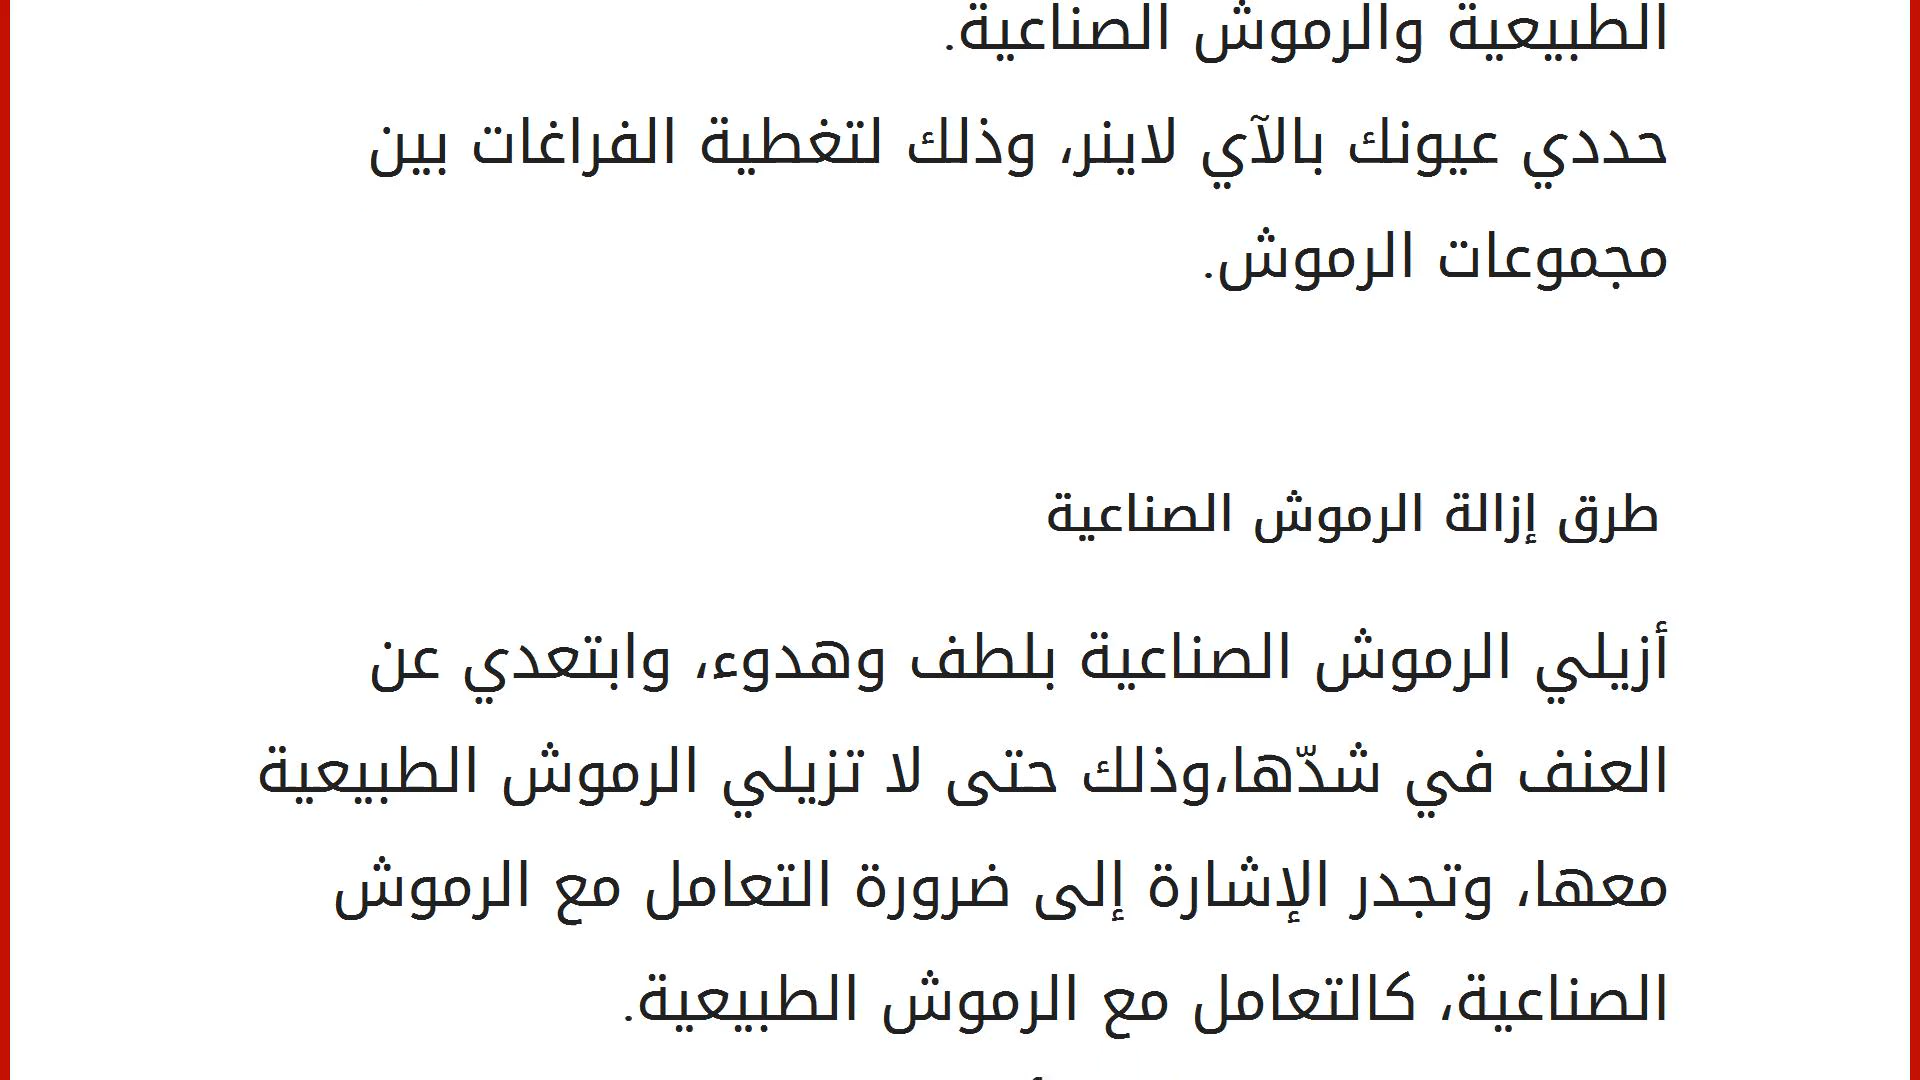 الطبيعية والرموش الصناعية.
حددي عيونك بالآي لاينر، وذلك لتغطية الفراغات بين
مجموعات الرموش.
طرق إزالة الرموش الصناعية
أزيلي الرموش الصناعية بلطف وهدوء، وابتعدي عن
العنف في شدّها،وذلك حتى لا تزيلي الرموش الطبيعية
معها، وتجدر الإشارة إلى ضرورة التعامل مع الرموش
الصناعية، كالتعامل مع الرموش الطبيعية.